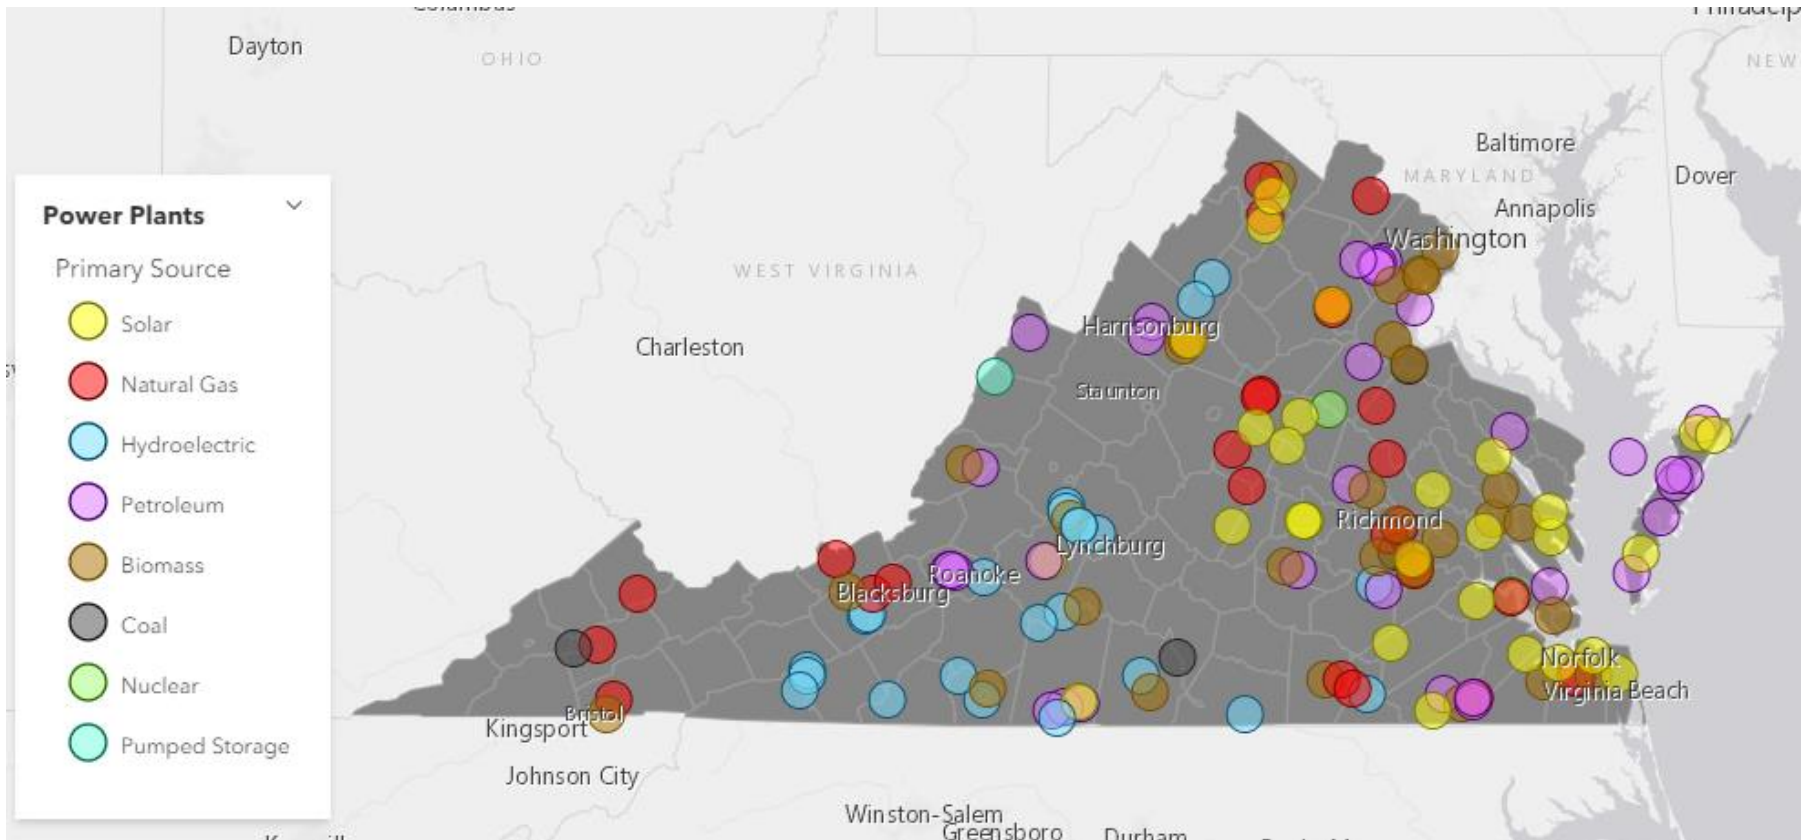 Columbus
Philadelp
Dayton
OHIO
NEW
Baltimore
MARYLAND
Dover
Annapolis
Washington
Power Plants
Primary Source
WEST VIRGINIA
Solar
Harrisonburg
Charleston
Natural Gas
Staunton
Hydroelectric
Petroleum
Richmond
Lynchburg
Biomass
Roanoke
Blacksburg
Coal
Norfolk
Nuclear
Virginia Beach
Bristol
Kingsport
Pumped Storage
Johnson City
Winston-Salem
Greensboro
Durham